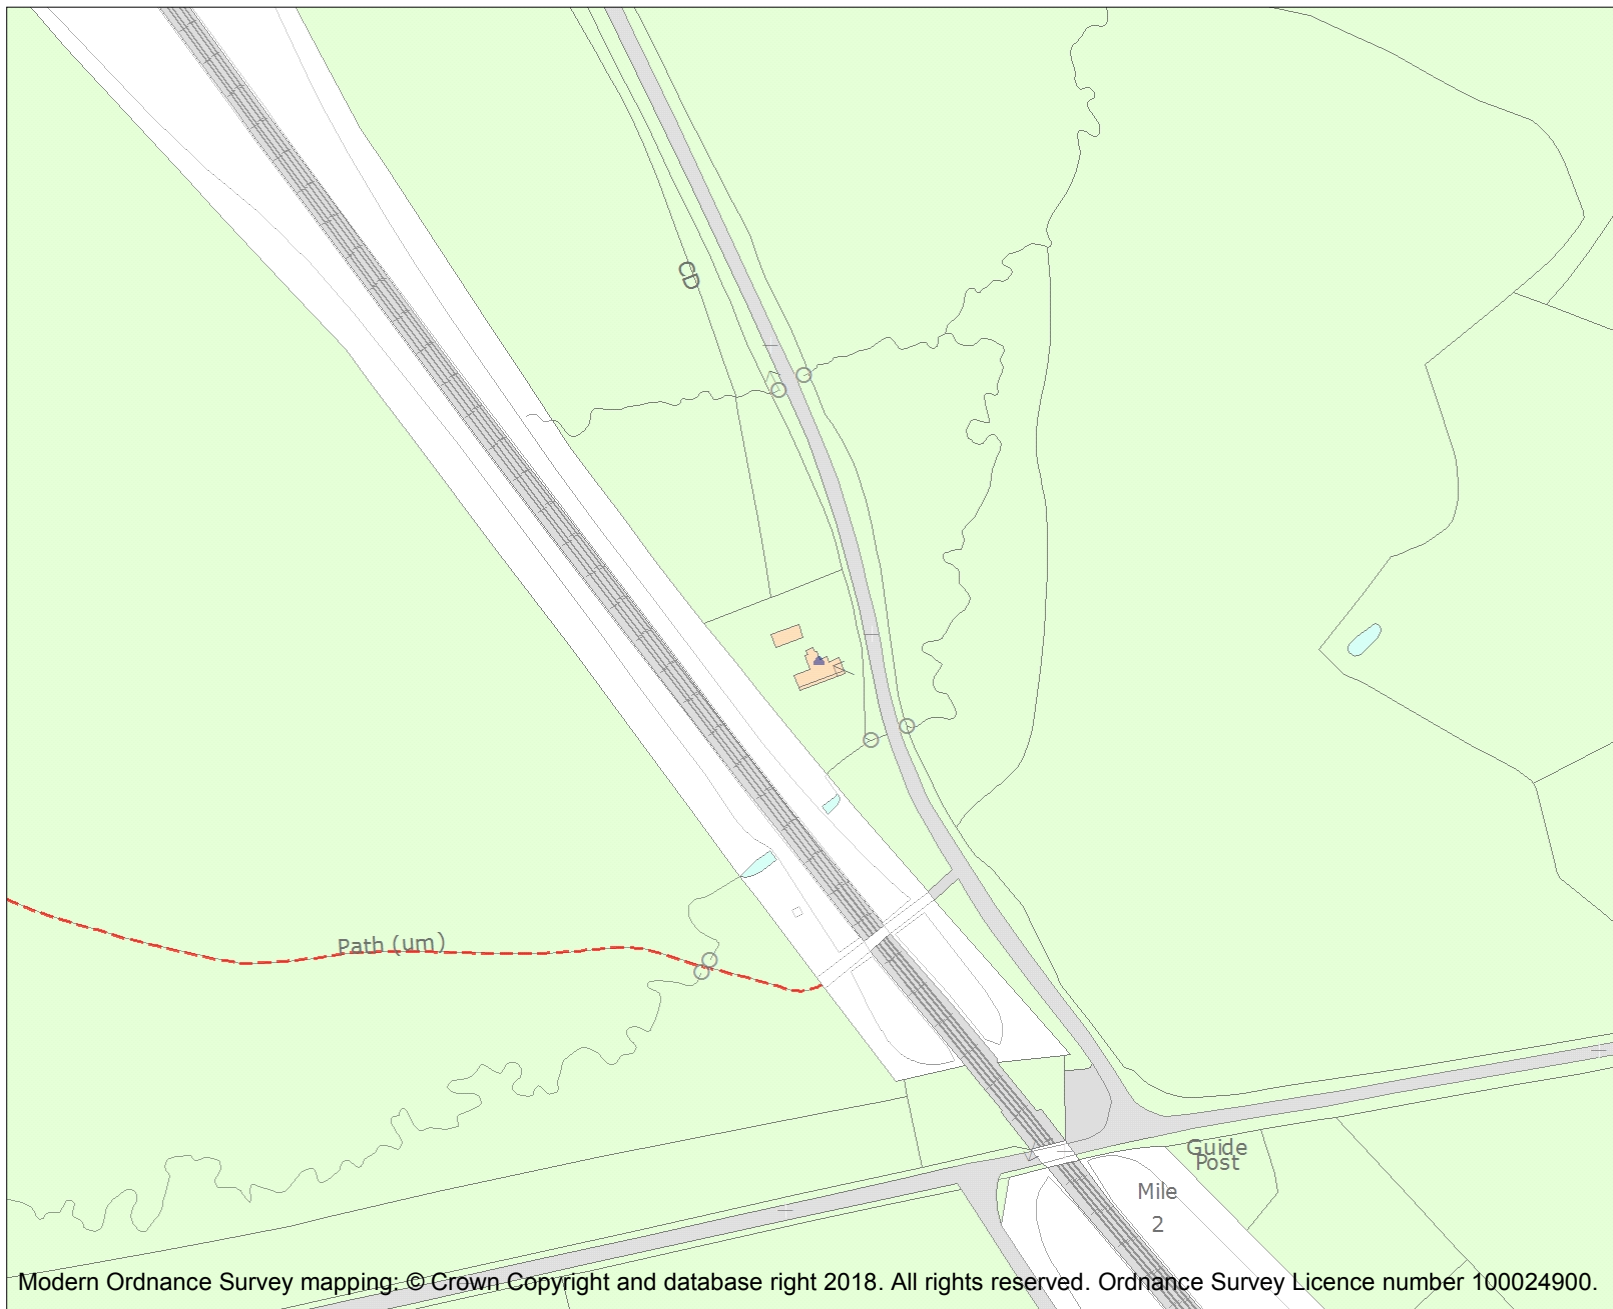 CD
Path (um)
Guide
Post
Mile
2
Modern Ordnance Survey mapping: © Crown Copyright and database right 2018. All rights reserved. Ordnance Survey Licence number 100024900.